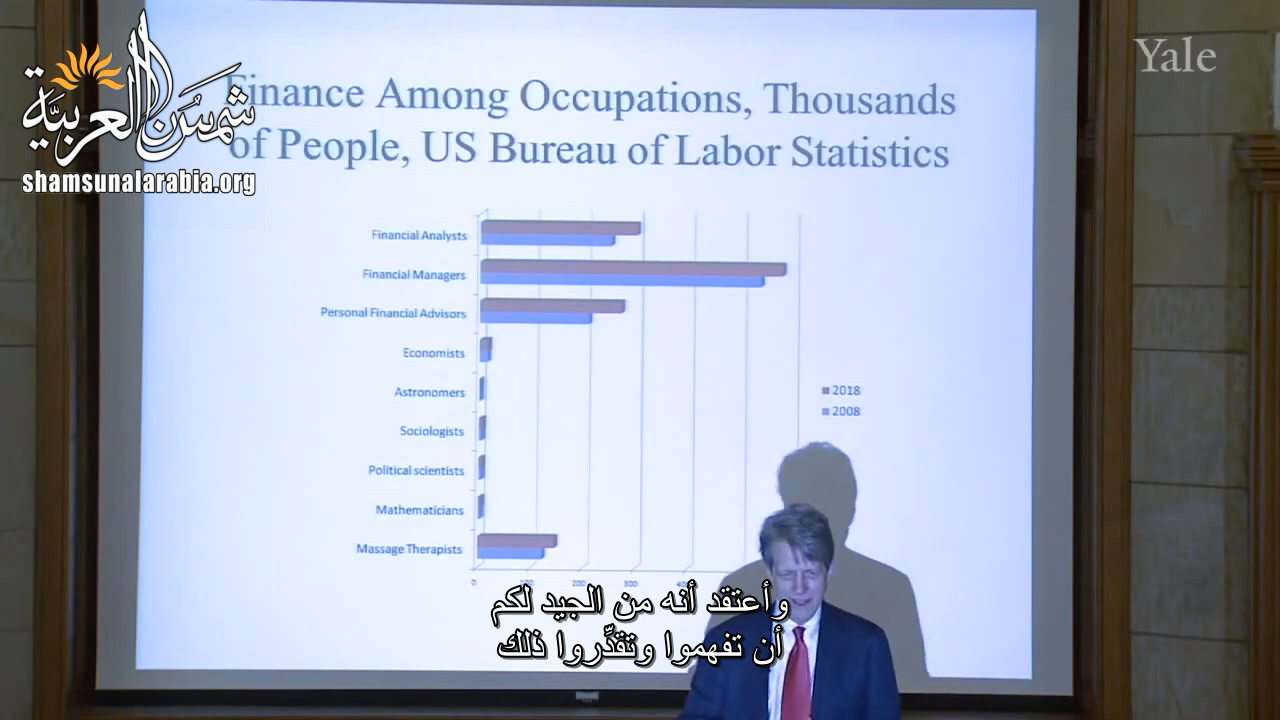 Yale
شمس العربية
shamsunalarabia.org
Finance Among Occupations, Thousands
of People, US Bureau of Labor Statistics
Financial Analysts
Financial Managers
Personal Financial Advisors
Economists
Astronomers
Sociologists
Political scientists
Mathematicians
Massage Therapists
2018
2008
0
100
200
300
400
وأعتقد أنه من الجيد لكم
أن تفهموا وتقدِّروا ذلك